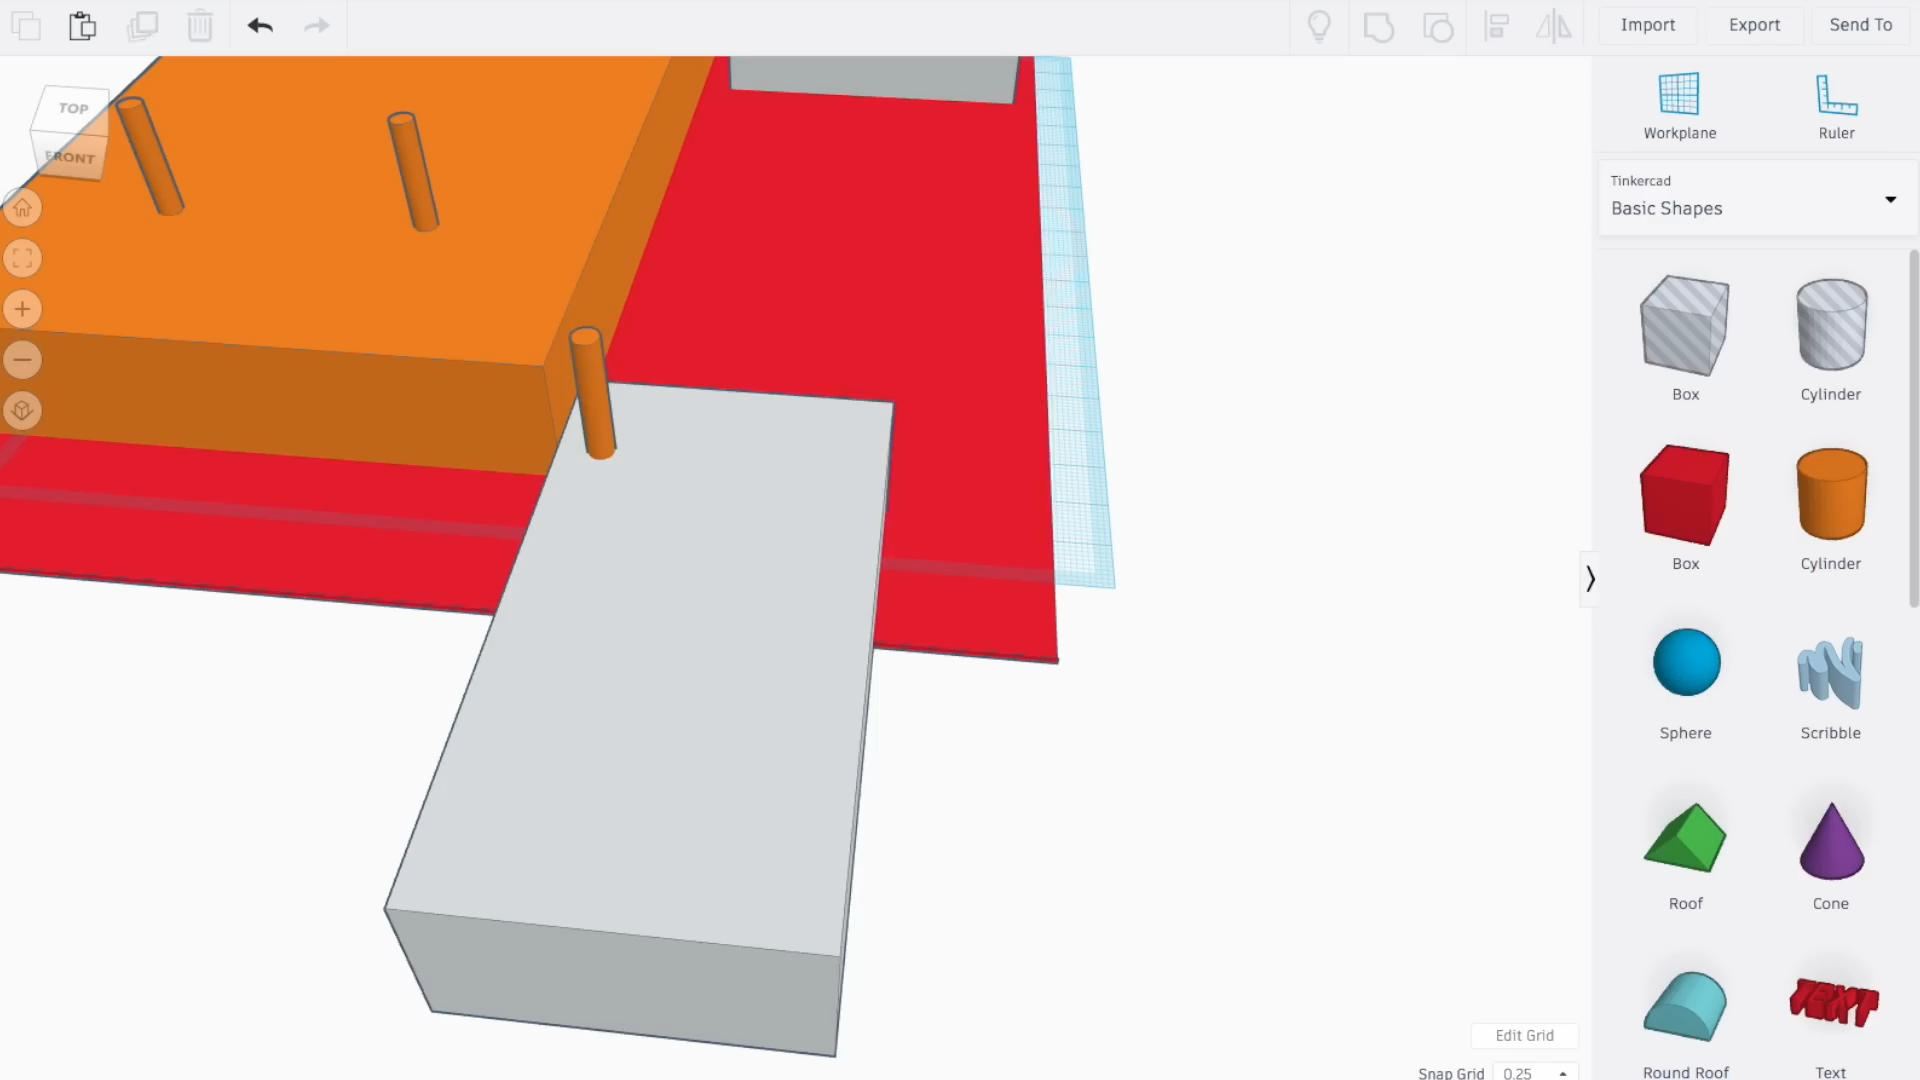 Import
Export
Send To
TOP
FRONT
Workplane
Ruler
Tinkercad
Basic Shapes
Box
Cylinder
Box
Cylinder
Sphere
Scribble
Roof
Cone
TEXT
Round Roof
Text
Edit Grid
Snap Grid 0.25